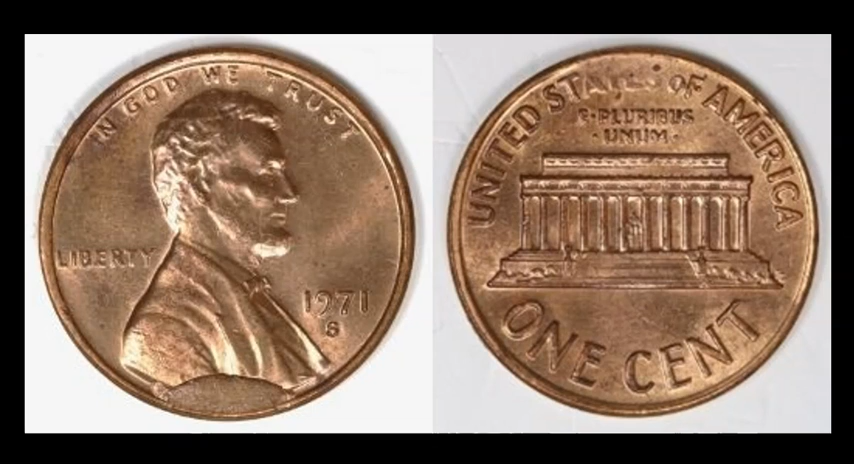 IN GOD WE TRUST
LIBERTY
1971
S
UNITED STATES OF AMERICA
E·PLURIBUS
·UNUM·
ONE CENT